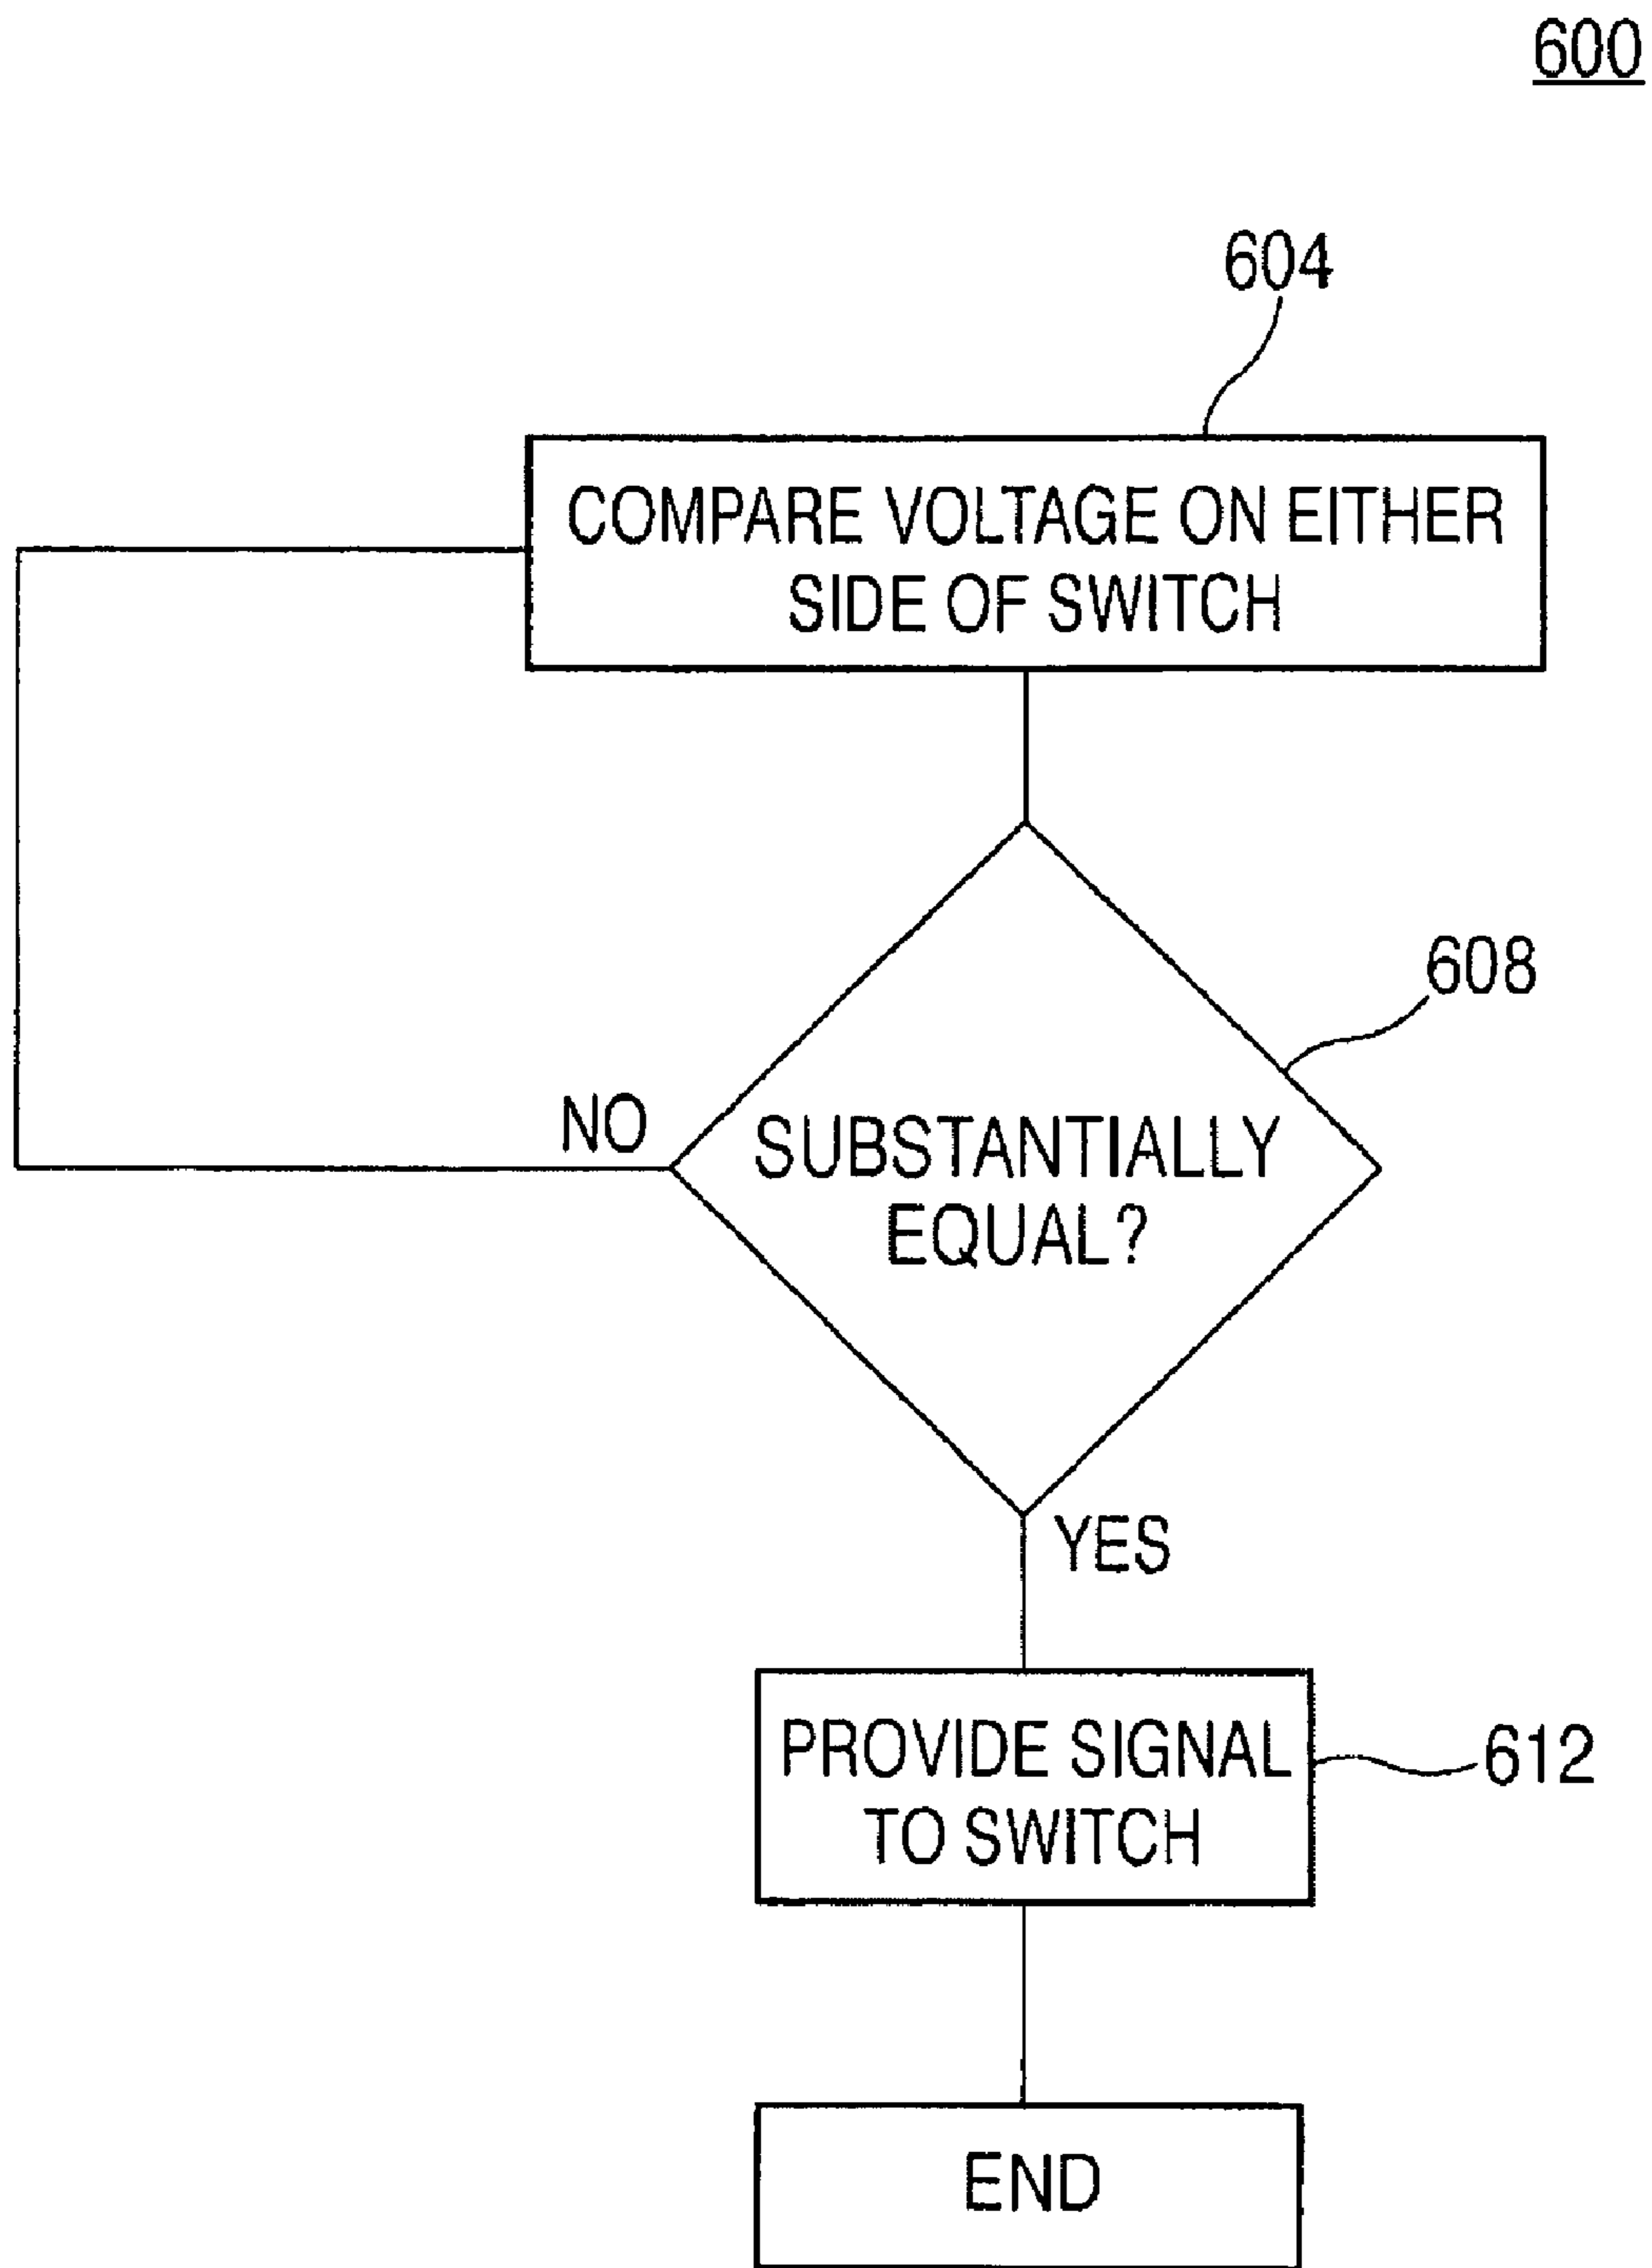 600
604
COMPARE VOLTAGE ON EITHER
SIDE OF SWITCH
608
NO
SUBSTANTIALLY
EQUAL?
YES
PROVIDE SIGNAL
TO SWITCH
612
END